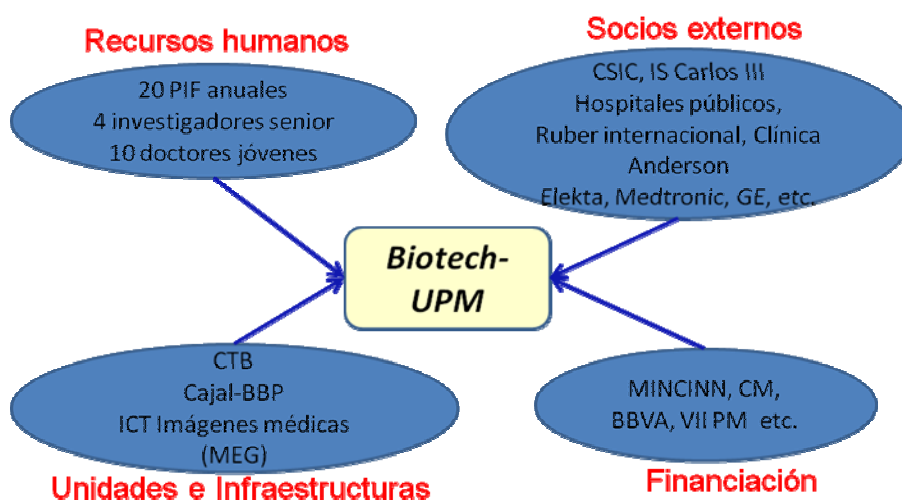 Recursos humanos
20 PIF anuales
4 investigadores senior
10 doctores jóvenes
Socios externos
CSIC, IS Carlos III
Hospitales públicos,
Ruber internacional, Clínica
Anderson
Elekta, Medtronic, GE, etc.
Biotech-
UPM
CTB
Cajal-BBP
ICT Imágenes médicas
(MEG)
Unidades e Infraestructuras
MINCINN, CM,
BBVA, VII PM etc.
Financiación